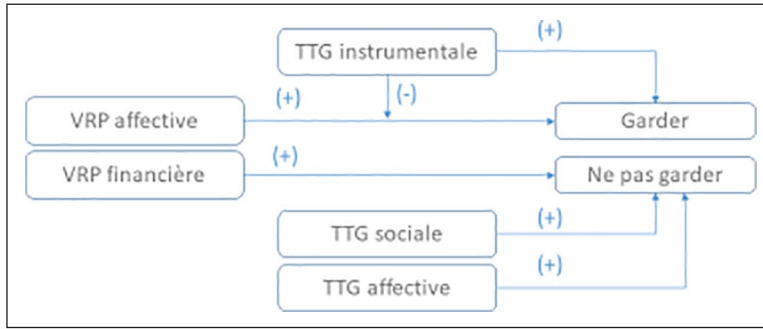 (+)
TTG instrumentale
(+)
(-)
VRP affective
Garder
VRP financière
(+)
Ne pas garder
TTG sociale
(+)
(+)
TTG affective